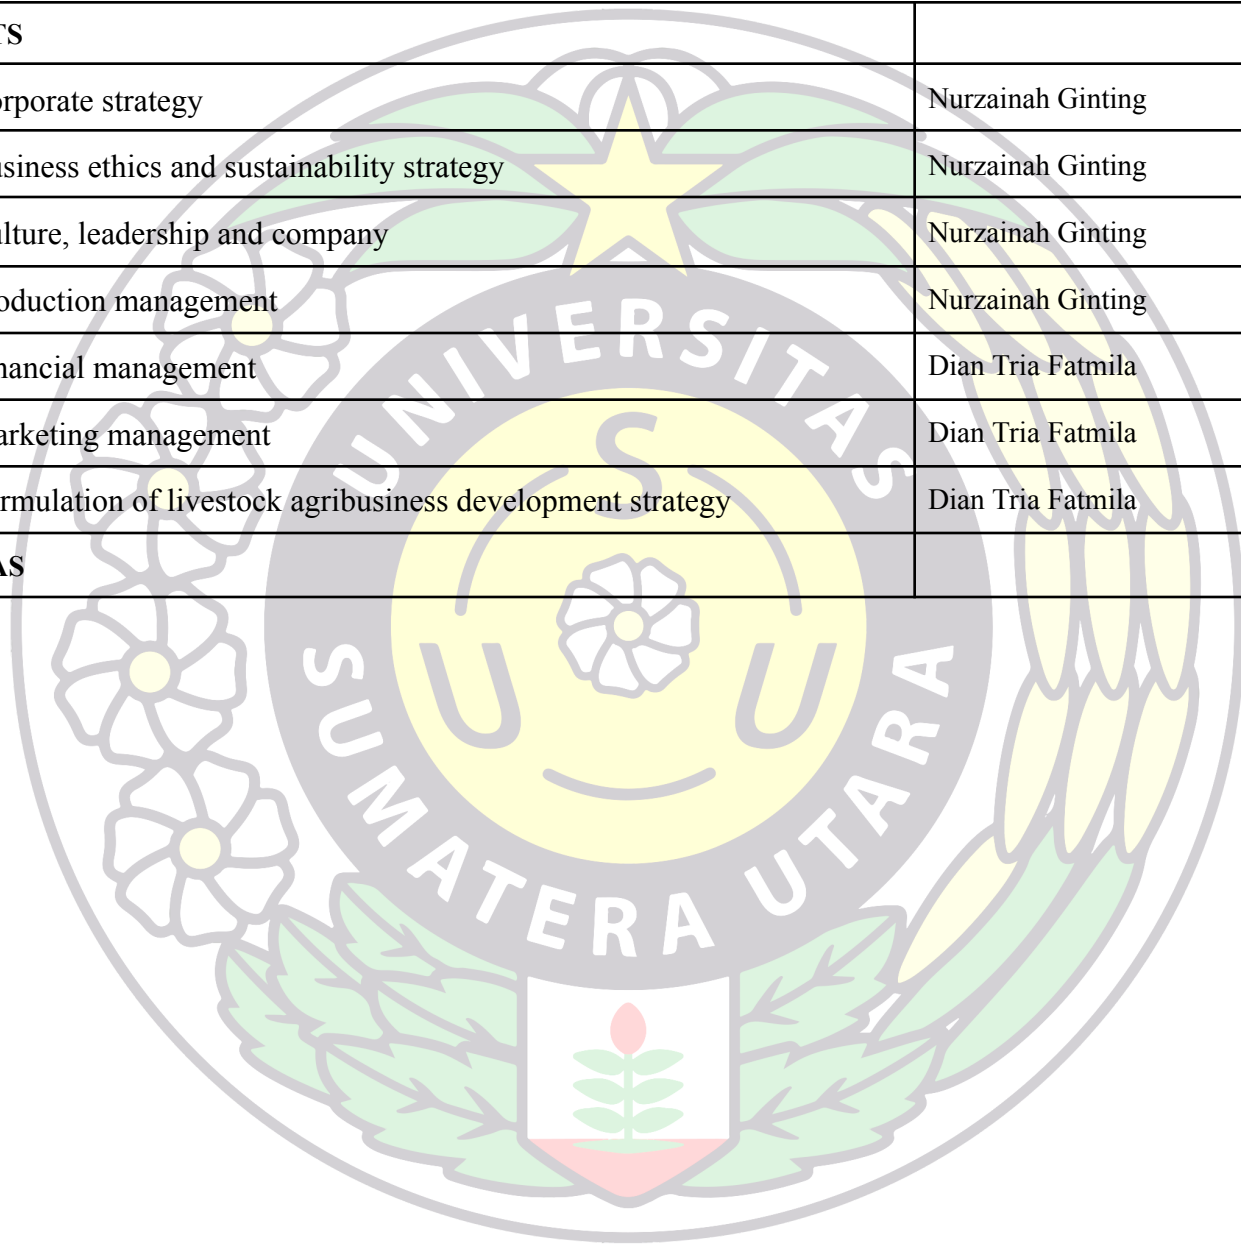 TS
orporate strategy Nurzainah Ginting
usiness ethics and sustainability strategy Nurzainah Ginting
ulture, leadership and company Nurzainah Ginting
oduction management Nurzainah Ginting
nancial management Dian Tria Fatmila
arketing management Dian Tria Fatmila
rmulation of livestock agribusiness development strategy Dian Tria Fatmila
AS
UNIVERSITAS
SUMATERA UTARA
S
U U